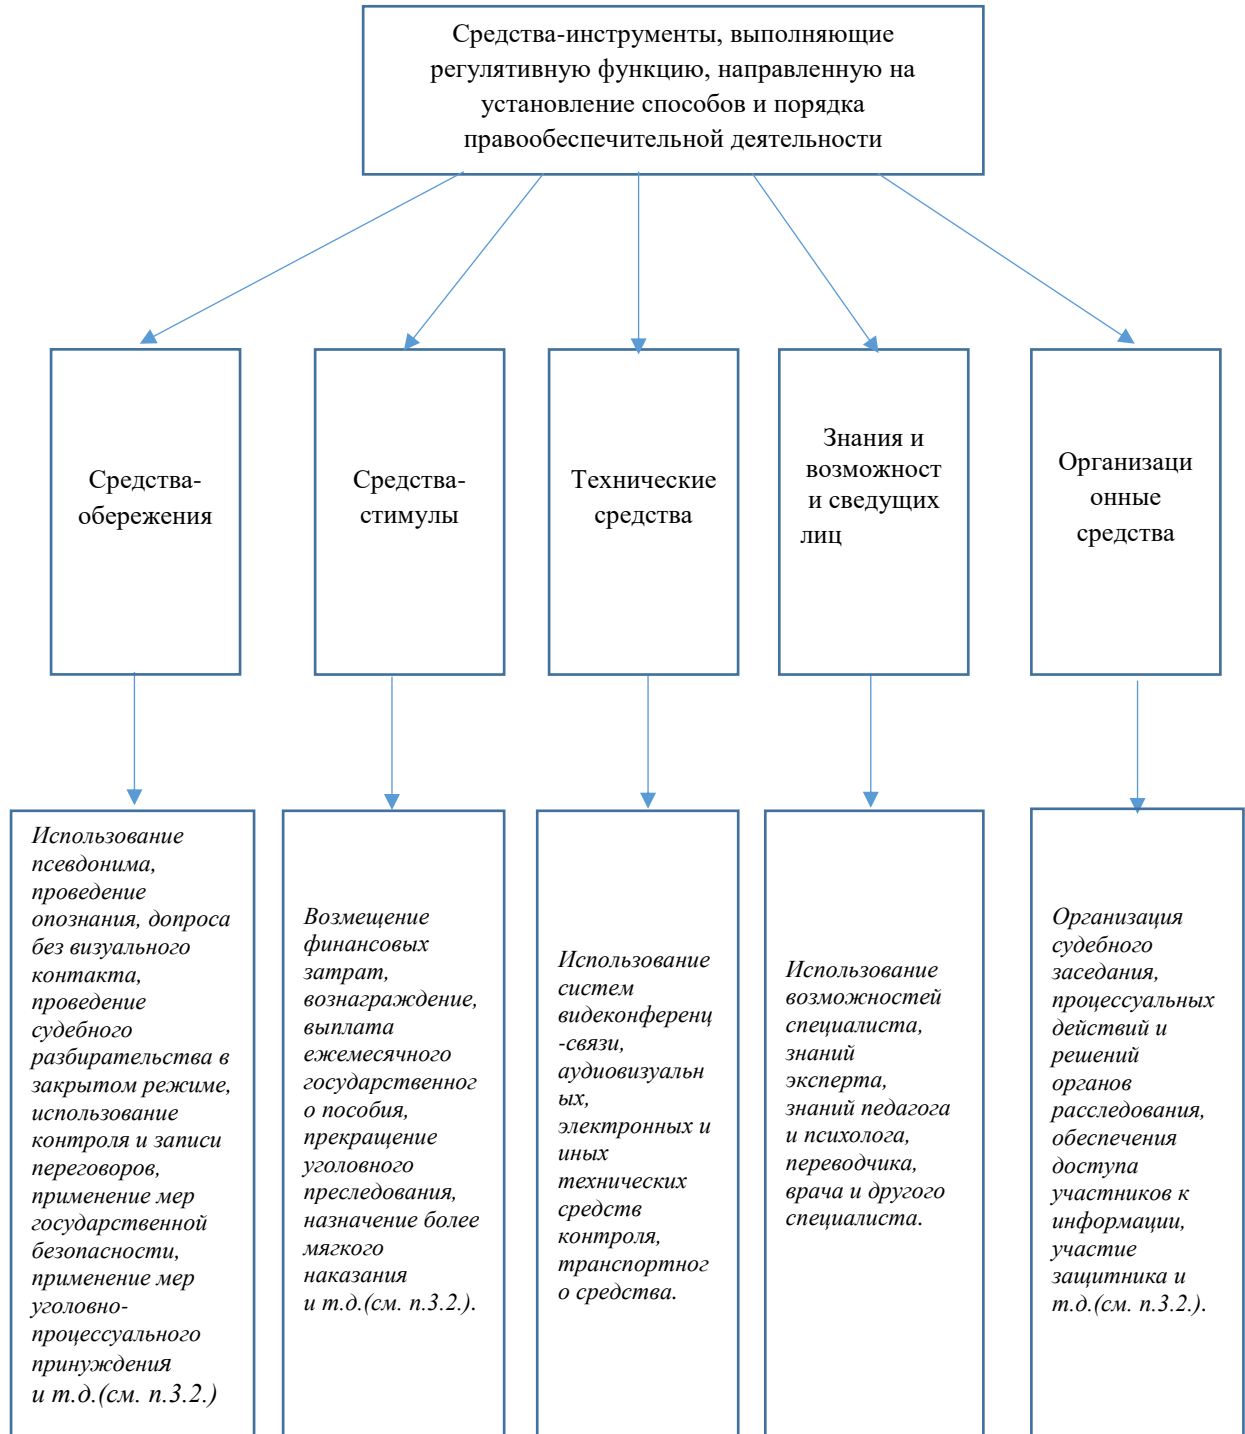 Средства-инструменты, выполняющие
регулятивную функцию, направленную на
установление способов и порядка
правообеспечительной деятельности
Средства-
обережения
Средства-
стимулы
Технические
средства
Знания и
возможност
и сведущих
лиц
Организаци
онные
средства
Использование
псевдонима,
проведение
опознания, допроса
без визуального
контакта,
проведение
судебного
разбирательства в
закрытом режиме,
использование
контроля и записи
переговоров,
применение мер
государственной
безопасности,
применение мер
уголовно-
процессуального
принуждения
и т.д.(см. п.3.2.)
Возмещение
финансовых
затрат,
вознаграждение,
выплата
ежемесячного
государственног
о пособия,
прекращение
уголовного
преследования,
назначение более
мягкого
наказания
и т.д.(см. п.3.2.).
Использование
систем
видеконференц
-связи,
аудиовизуальн
ых,
электронных и
иных
технических
средств
контроля,
транспортног
о средства.
Использование
возможностей
специалиста,
знаний
эксперта,
знаний педагога
и психолога,
переводчика,
врача и другого
специалиста.
Организация
судебного
заседания,
процессуальных
действий и
решений
органов
расследования,
обеспечения
доступа
участников к
информации,
участие
защитника и
т.д.(см. п.3.2.).